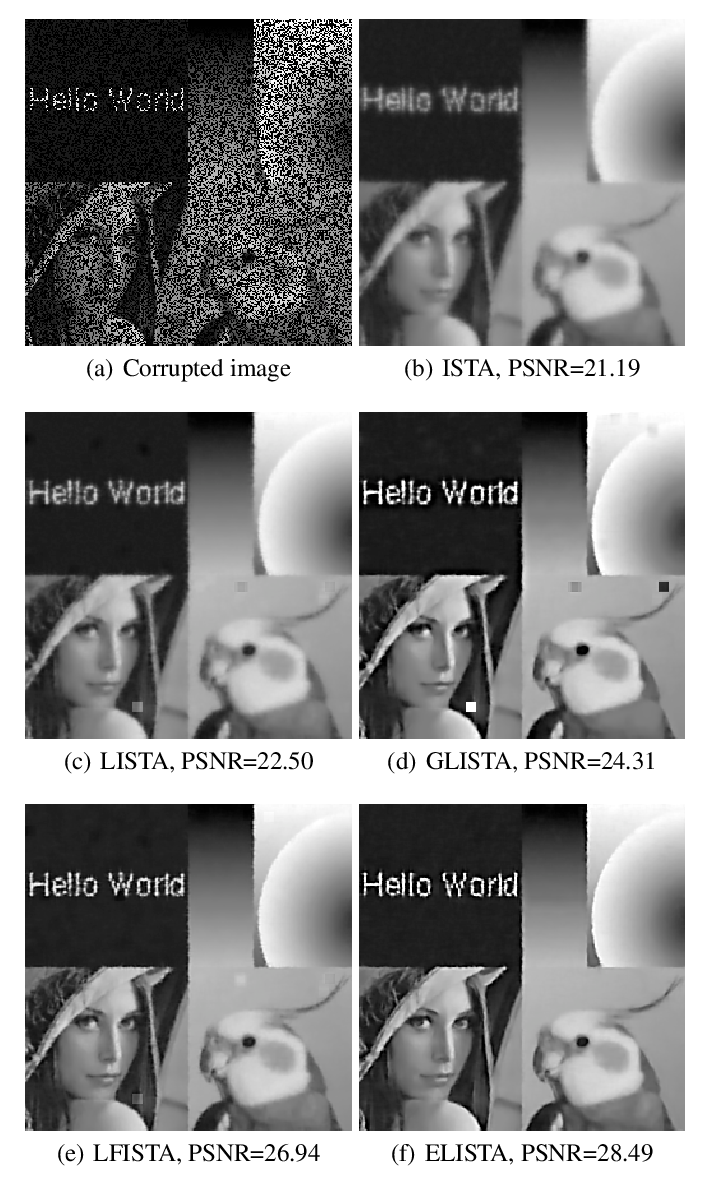 Hello World
Hello World
(a) Corrupted image
(b) ISTA, PSNR=21.19
Hello World
Hello World
(c) LISTA, PSNR=22.50
(d) GLISTA, PSNR=24.31
Hello World
Hello World
(e) LFISTA, PSNR=26.94
(f) ELISTA, PSNR=28.49